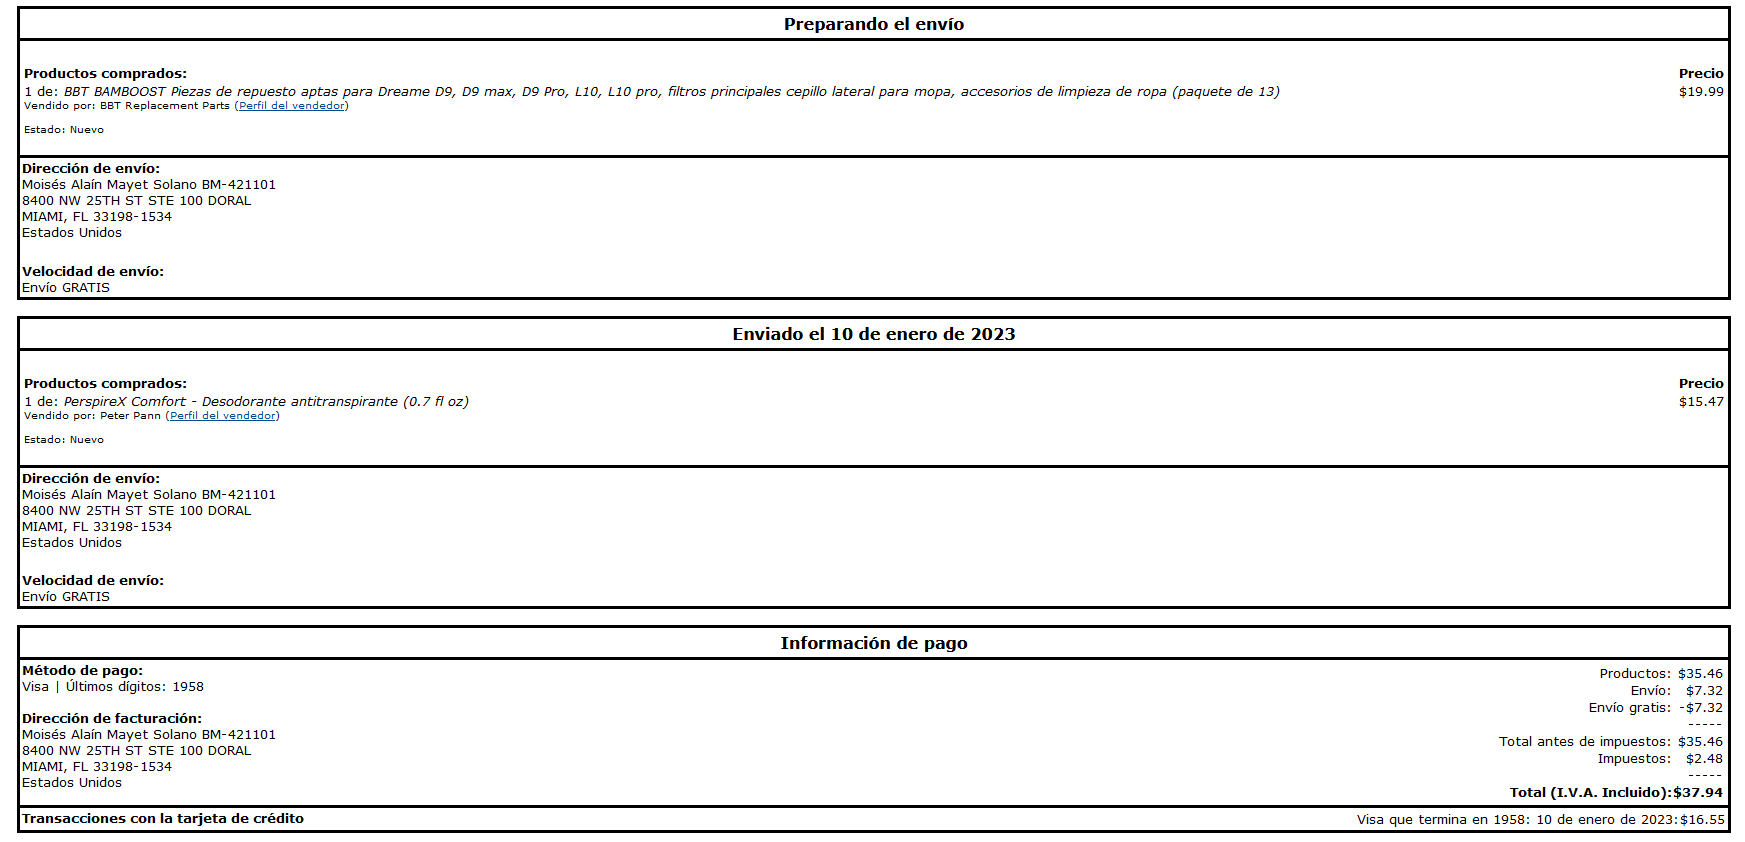 Preparando el envío
Productos comprados: Precio
1 de: BBT BAMBOOST Piezas de repuesto aptas para Dreame D9, D9 max, D9 Pro, L10, L10 pro, filtros principales cepillo lateral para mopa, accesorios de limpieza de ropa (paquete de 13) $19.99
Vendido por: BBT Replacement Parts (Perfil del vendedor)
Estado: Nuevo
Dirección de envío:
Moisés Alaín Mayet Solano BM-421101
8400 NW 25TH ST STE 100 DORAL
MIAMI, FL 33198-1534
Estados Unidos
Velocidad de envío:
Envío GRATIS
Enviado el 10 de enero de 2023
Productos comprados: Precio
1 de: PerspireX Comfort - Desodorante antitranspirante (0.7 fl oz) $15.47
Vendido por: Peter Pann (Perfil del vendedor)
Estado: Nuevo
Dirección de envío:
Moisés Alaín Mayet Solano BM-421101
8400 NW 25TH ST STE 100 DORAL
MIAMI, FL 33198-1534
Estados Unidos
Velocidad de envío:
Envío GRATIS
Información de pago
Método de pago:
Visa | Últimos dígitos: 1958
Dirección de facturación:
Moisés Alaín Mayet Solano BM-421101
8400 NW 25TH ST STE 100 DORAL
MIAMI, FL 33198-1534
Estados Unidos
Productos: $35.46
Envío: $7.32
Envío gratis: -$7.32
-----
Total antes de impuestos: $35.46
Impuestos: $2.48
-----
Total (I.V.A. Incluido): $37.94
Transacciones con la tarjeta de crédito Visa que termina en 1958: 10 de enero de 2023: $16.55